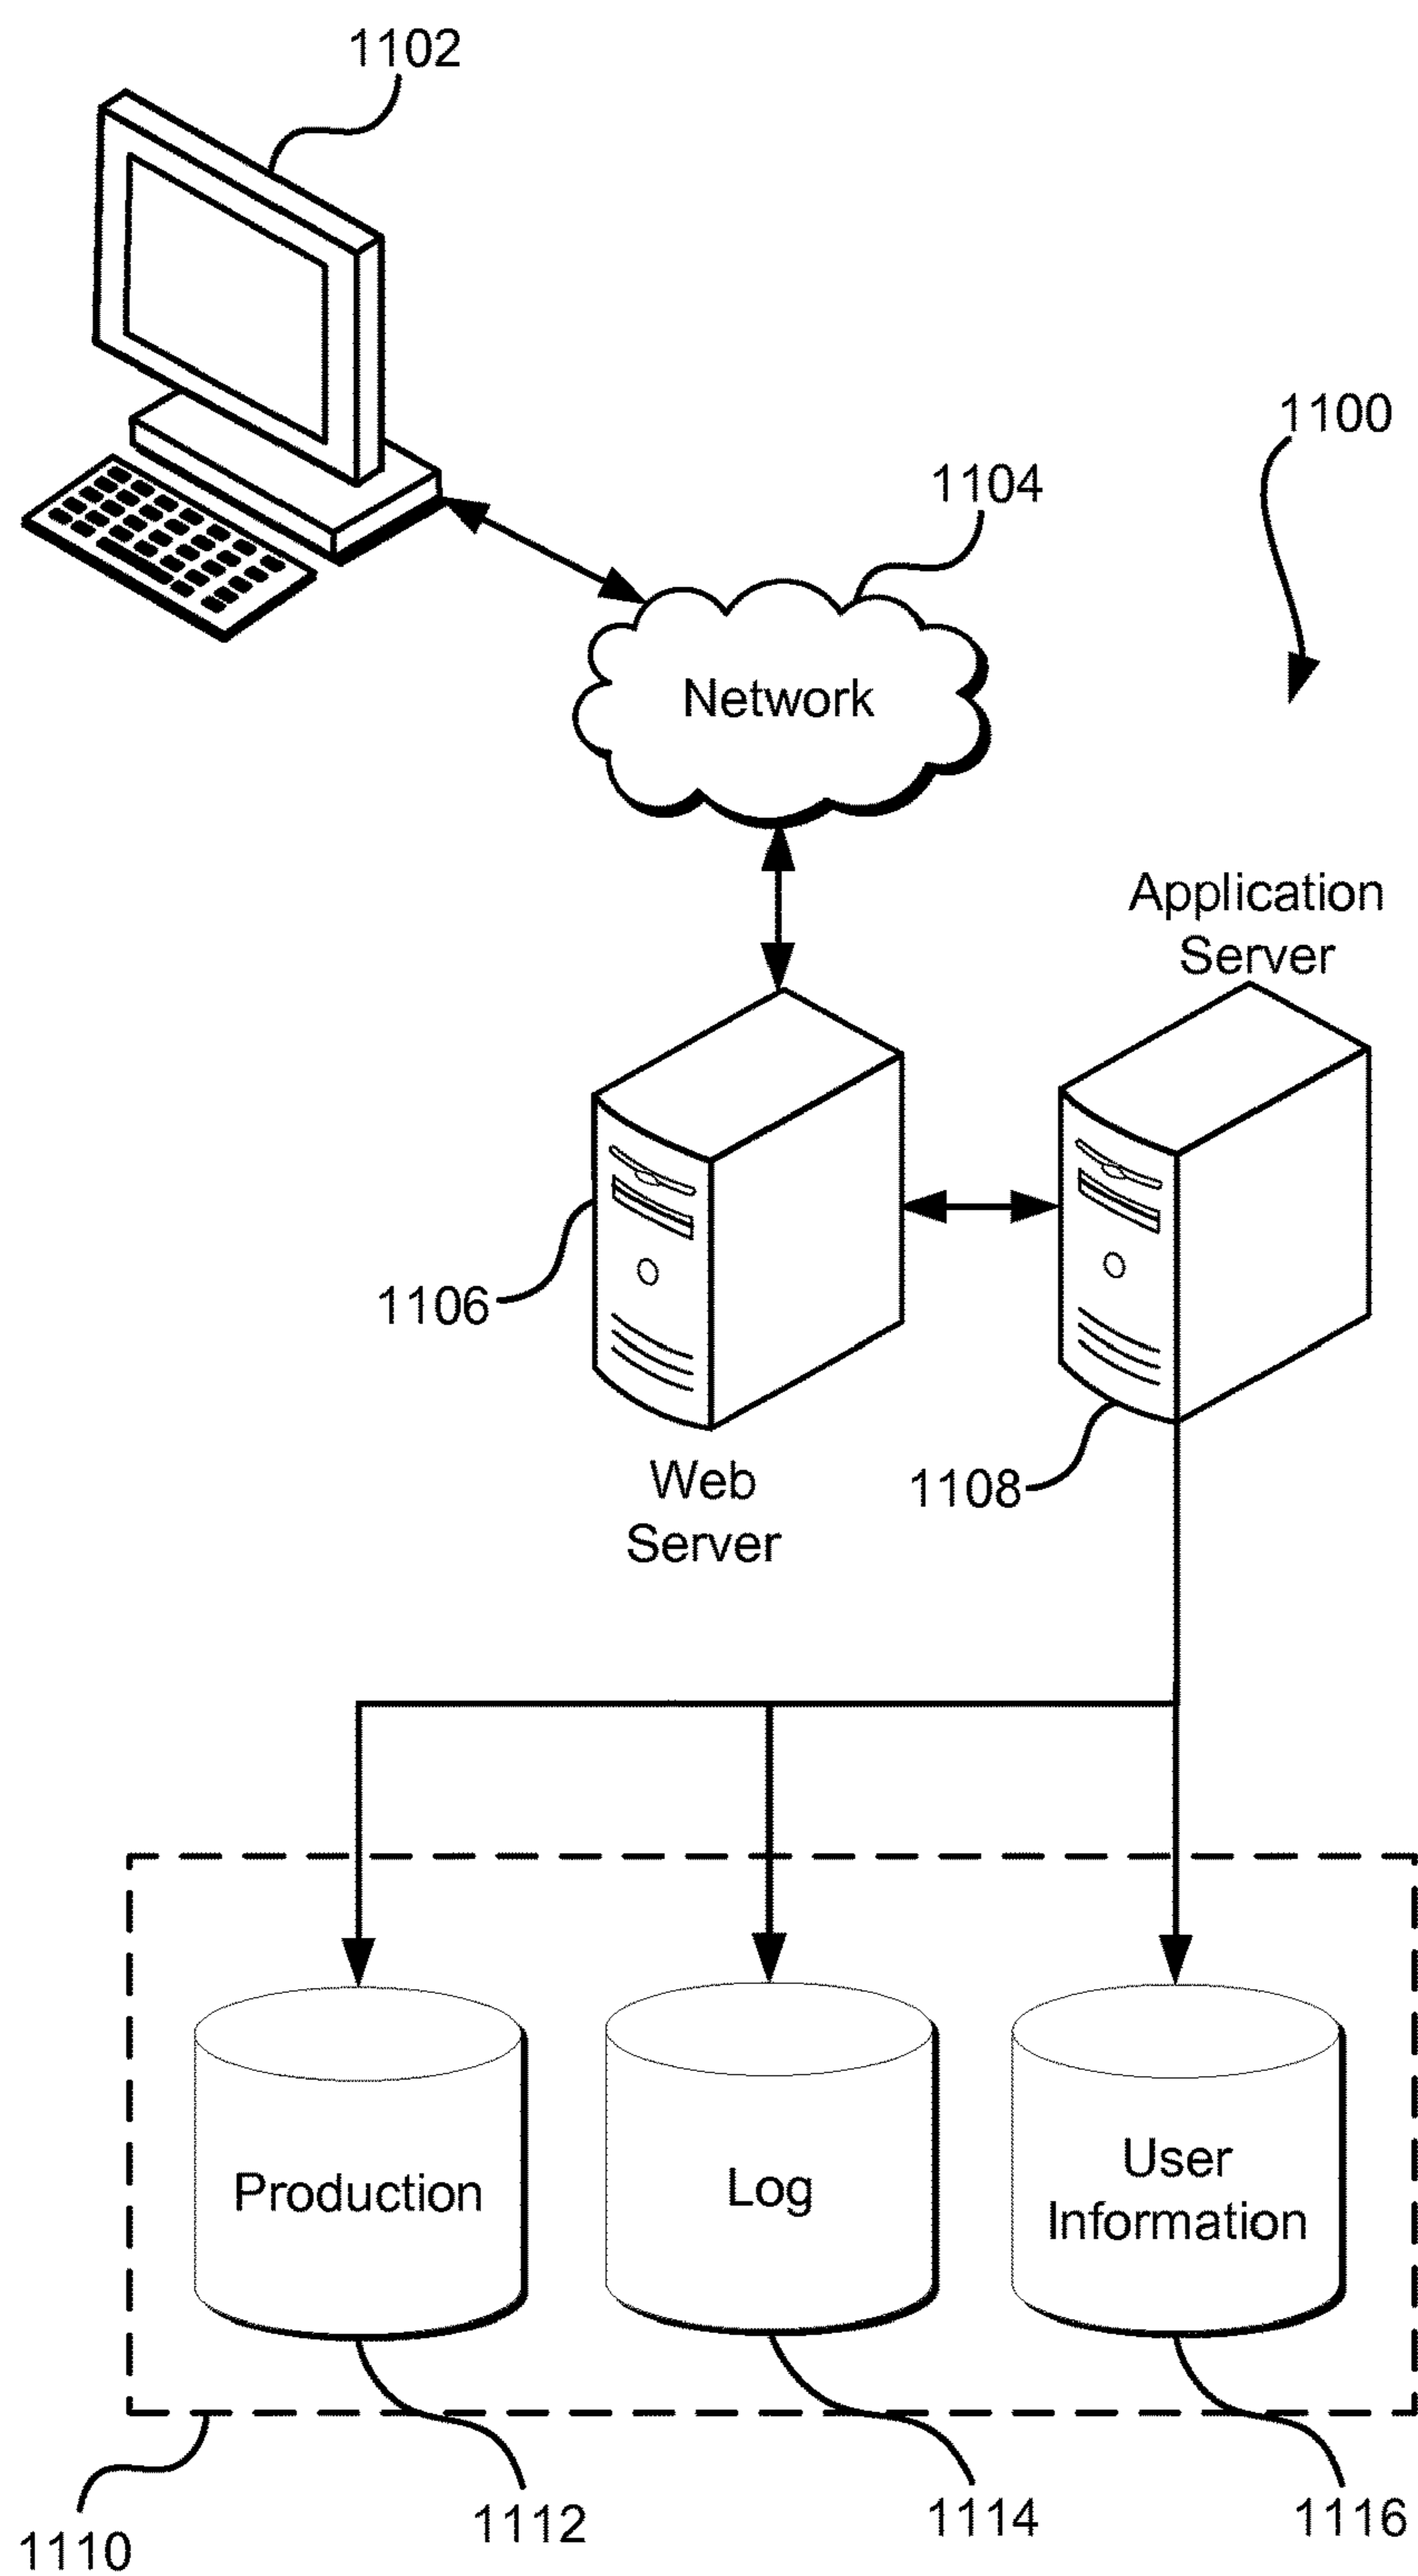 1102
1100
1104
Network
Application
Server
1106
1108
Web
Server
Production
Log
User
Information
1110
1112
1114
1116